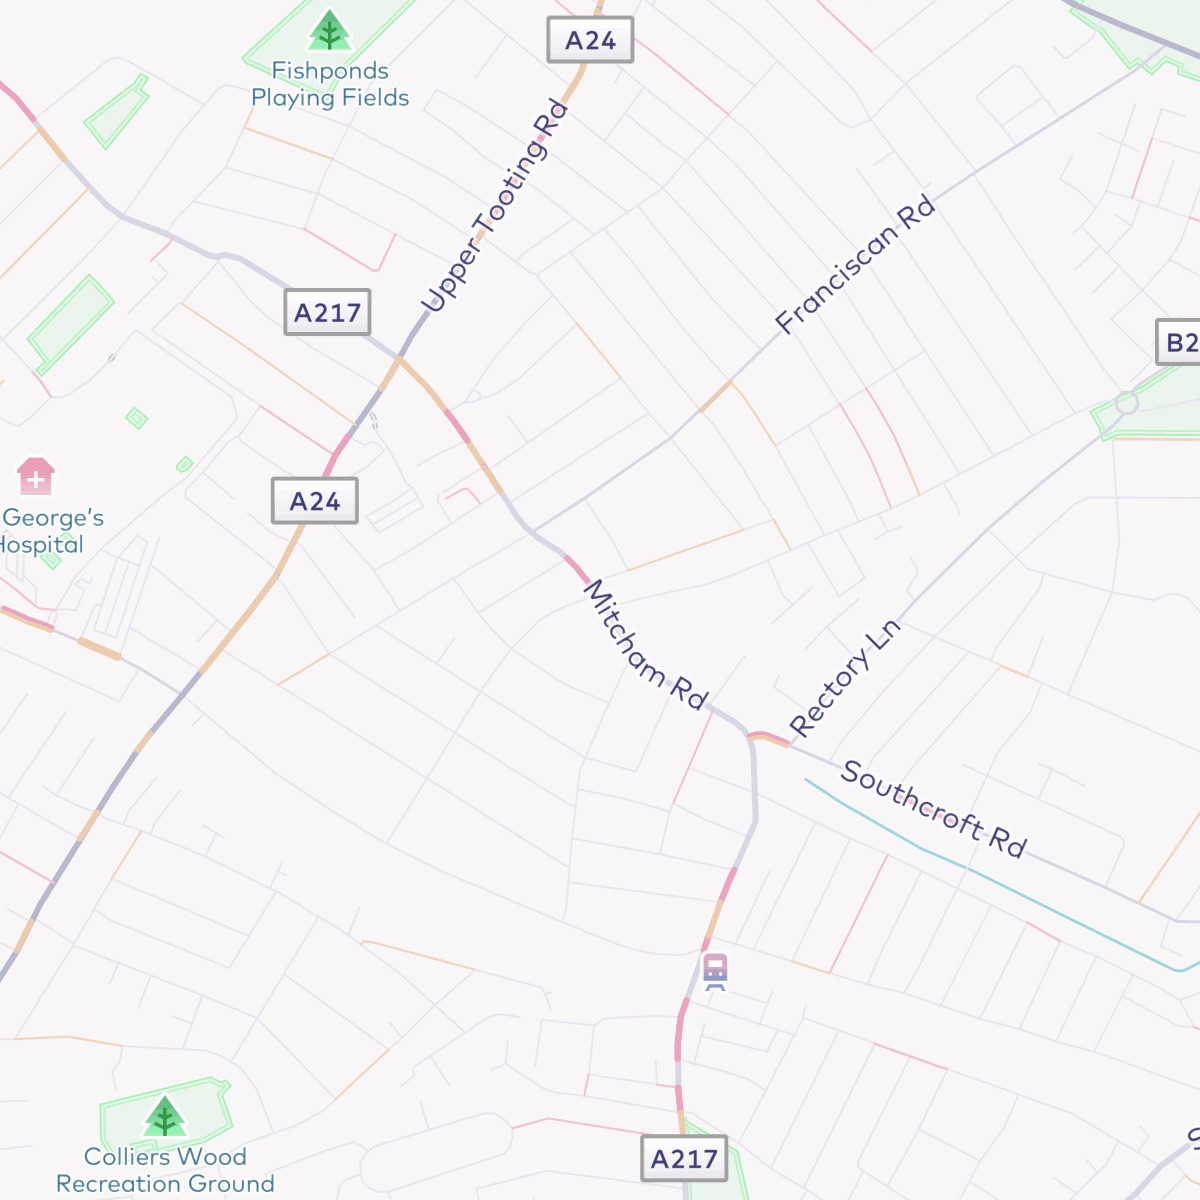 A24
Fishponds
Playing Fields
Upper Tooting Rd
Franciscan Rd
A217
B2
George's
Hospital
A24
Mitcham Rd
Rectory Ln
Southcroft Rd
A217
Colliers Wood
Recreation Ground